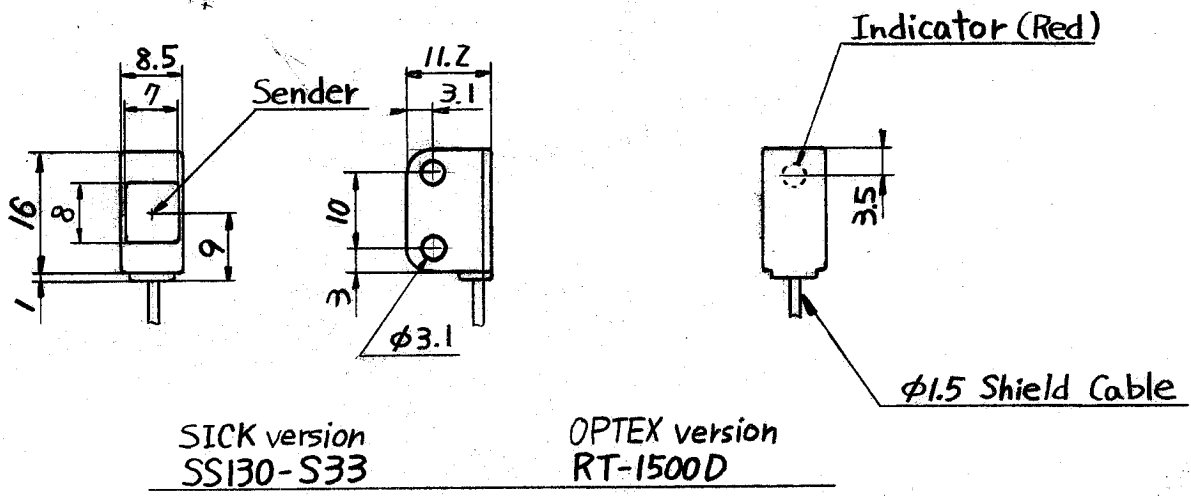 Indicator (Red)
8.5
11.2
7
Sender
3.1
16
8
9
10
3.5
1
3
φ3.1
φ1.5 Shield Cable
SICK version
OPTEX version
SS130-S33
RT-1500D